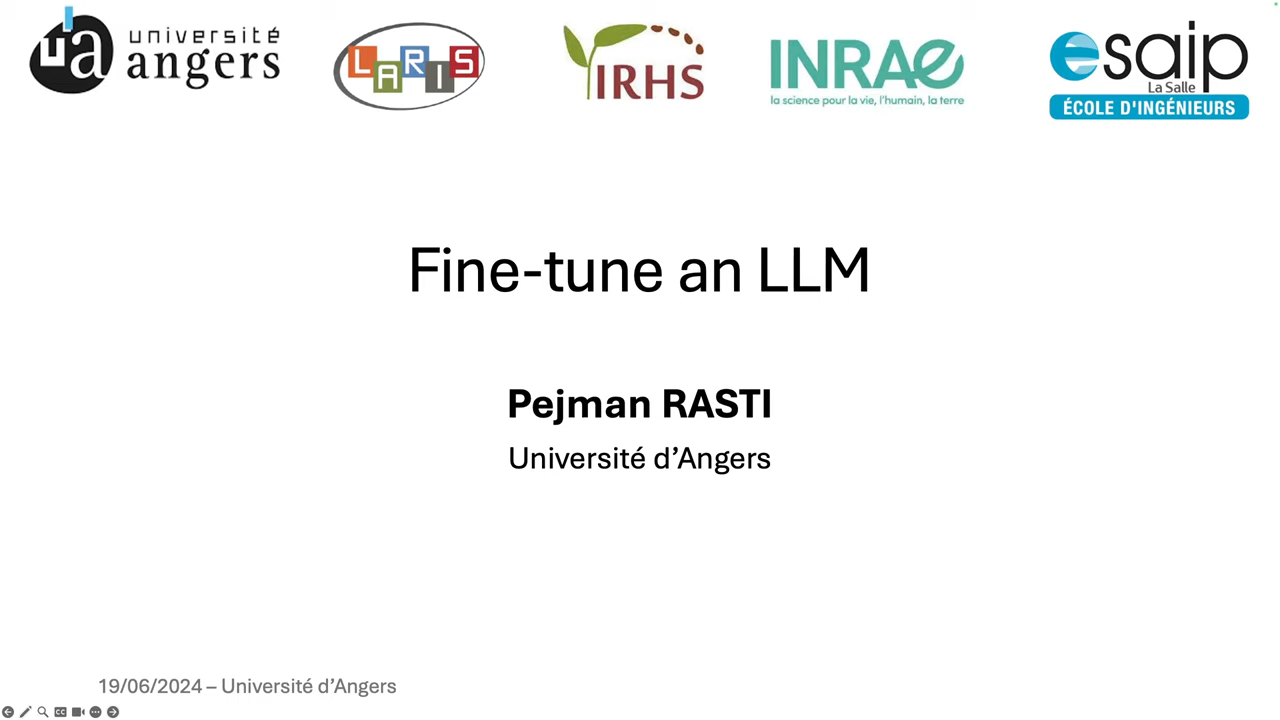 université
angers
LARIS
IRHS
INRAE
la science pour la vie, l'humain, la terre
esaip
La Salle
ÉCOLE D'INGÉNIEURS
Fine-tune an LLM
Pejman RASTI
Université d’Angers
19/06/2024 – Université d’Angers